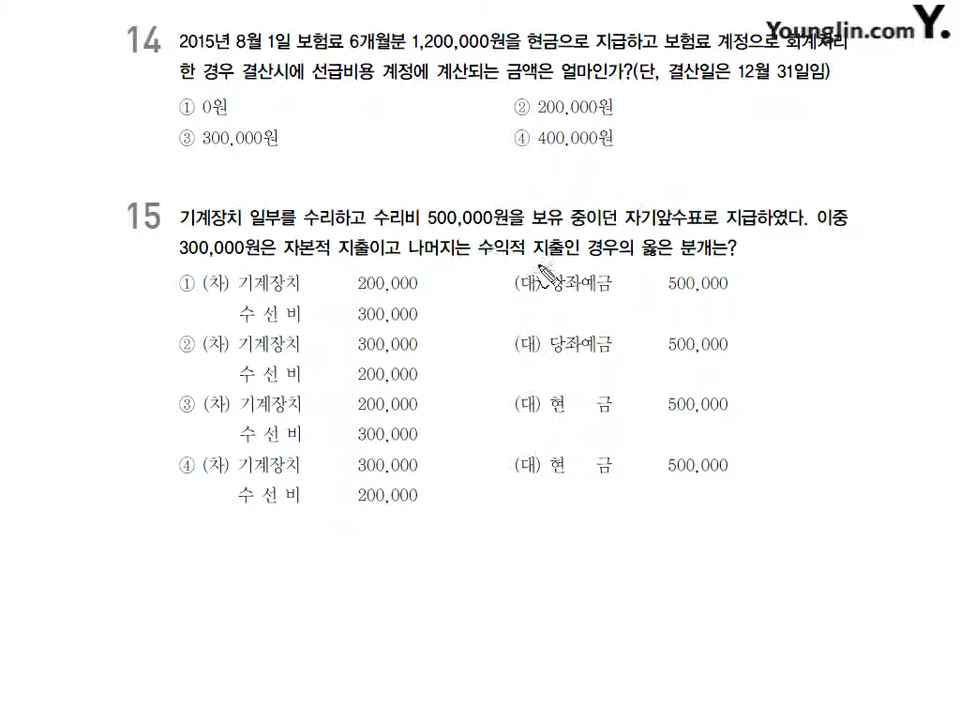 Younglin.com Y.
14 2015년 8월 1일 보험료 6개월분 1,200,000원을 현금으로 지급하고 보험료 계정으로 회계처리
한 경우 결산시에 선급비용 계정에 계산되는 금액은 얼마인가?(단, 결산일은 12월 31일임)
① 0원 ② 200,000원
③ 300,000원 ④ 400,000원
15 기계장치 일부를 수리하고 수리비 500,000원을 보유 중이던 자기앞수표로 지급하였다. 이중
300,000원은 자본적 지출이고 나머지는 수익적 지출인 경우의 옳은 분개는?
① (차) 기계장치 200,000 (대) 당좌예금 500,000
수 선 비 300,000
② (차) 기계장치 300,000 (대) 당좌예금 500,000
수 선 비 200,000
③ (차) 기계장치 200,000 (대) 현 금 500,000
수 선 비 300,000
④ (차) 기계장치 300,000 (대) 현 금 500,000
수 선 비 200,000